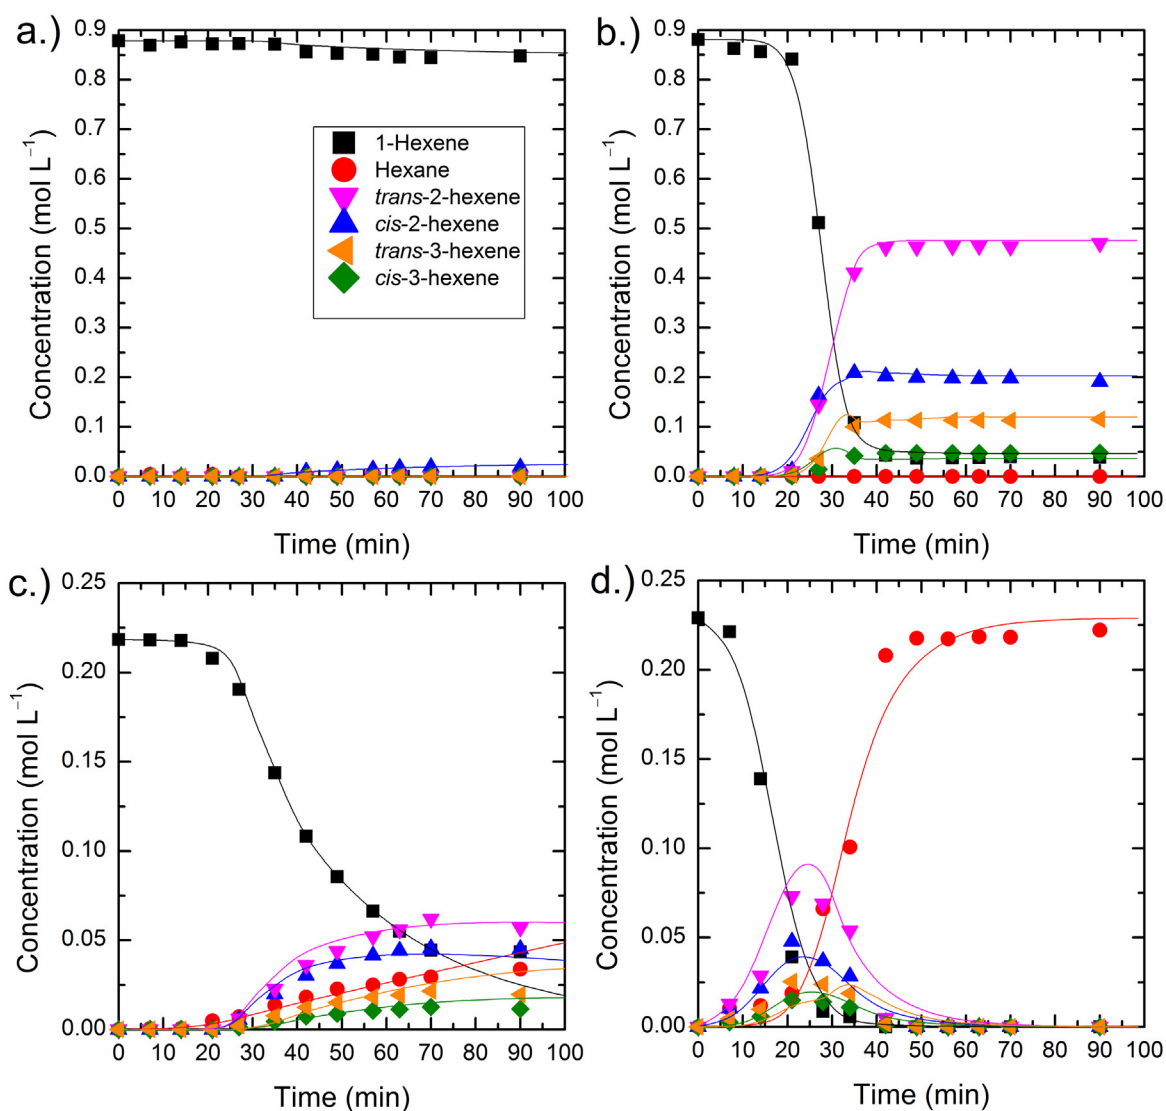 a.)
0.9
0.8
0.7
0.6
0.5
0.4
0.3
0.2
0.1
0.0
Concentration (mol L⁻¹)
0 10 20 30 40 50 60 70 80 90 100
Time (min)
1-Hexene
Hexane
trans-2-hexene
cis-2-hexene
trans-3-hexene
cis-3-hexene
b.)
0.9
0.8
0.7
0.6
0.5
0.4
0.3
0.2
0.1
0.0
Concentration (mol L⁻¹)
0 10 20 30 40 50 60 70 80 90 100
Time (min)
c.)
0.25
0.20
0.15
0.10
0.05
0.00
Concentration (mol L⁻¹)
0 10 20 30 40 50 60 70 80 90 100
Time (min)
d.)
0.25
0.20
0.15
0.10
0.05
0.00
Concentration (mol L⁻¹)
0 10 20 30 40 50 60 70 80 90 100
Time (min)